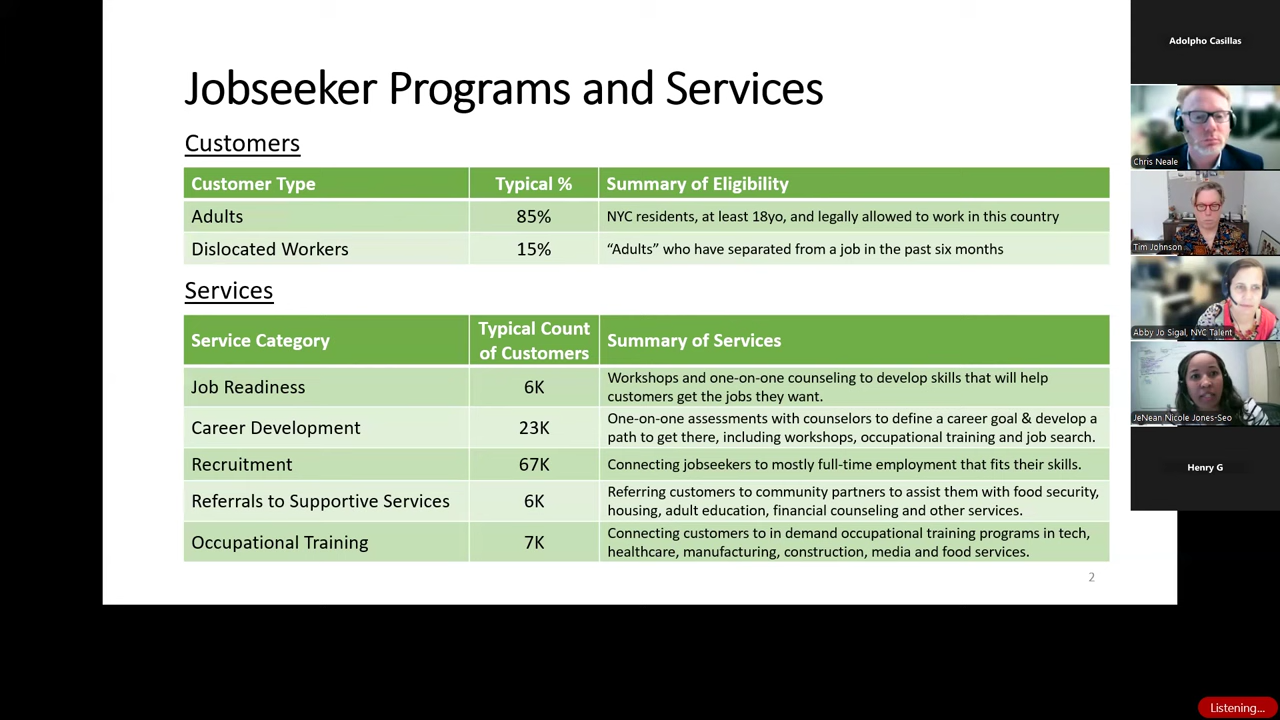 Jobseeker Programs and Services
Customers
Customer Type Typical % Summary of Eligibility
Adults 85% NYC residents, at least 18yo, and legally allowed to work in this country
Dislocated Workers 15% “Adults” who have separated from a job in the past six months
Services
Service Category Typical Count of Customers Summary of Services
Job Readiness 6K Workshops and one-on-one counseling to develop skills that will help
customers get the jobs they want.
Career Development 23K One-on-one assessments with counselors to define a career goal & develop a
path to get there, including workshops, occupational training and job search.
Recruitment 67K Connecting jobseekers to mostly full-time employment that fits their skills.
Referrals to Supportive Services 6K Referring customers to community partners to assist them with food security,
housing, adult education, financial counseling and other services.
Occupational Training 7K Connecting customers to in demand occupational training programs in tech,
healthcare, manufacturing, construction, media and food services.
2
Adolpho Casillas
Chris Neale
Tim Johnson
Abby Jo Sigal, NYC Talent
JeNean Nicole Jones-Seo
Henry G
Listening...